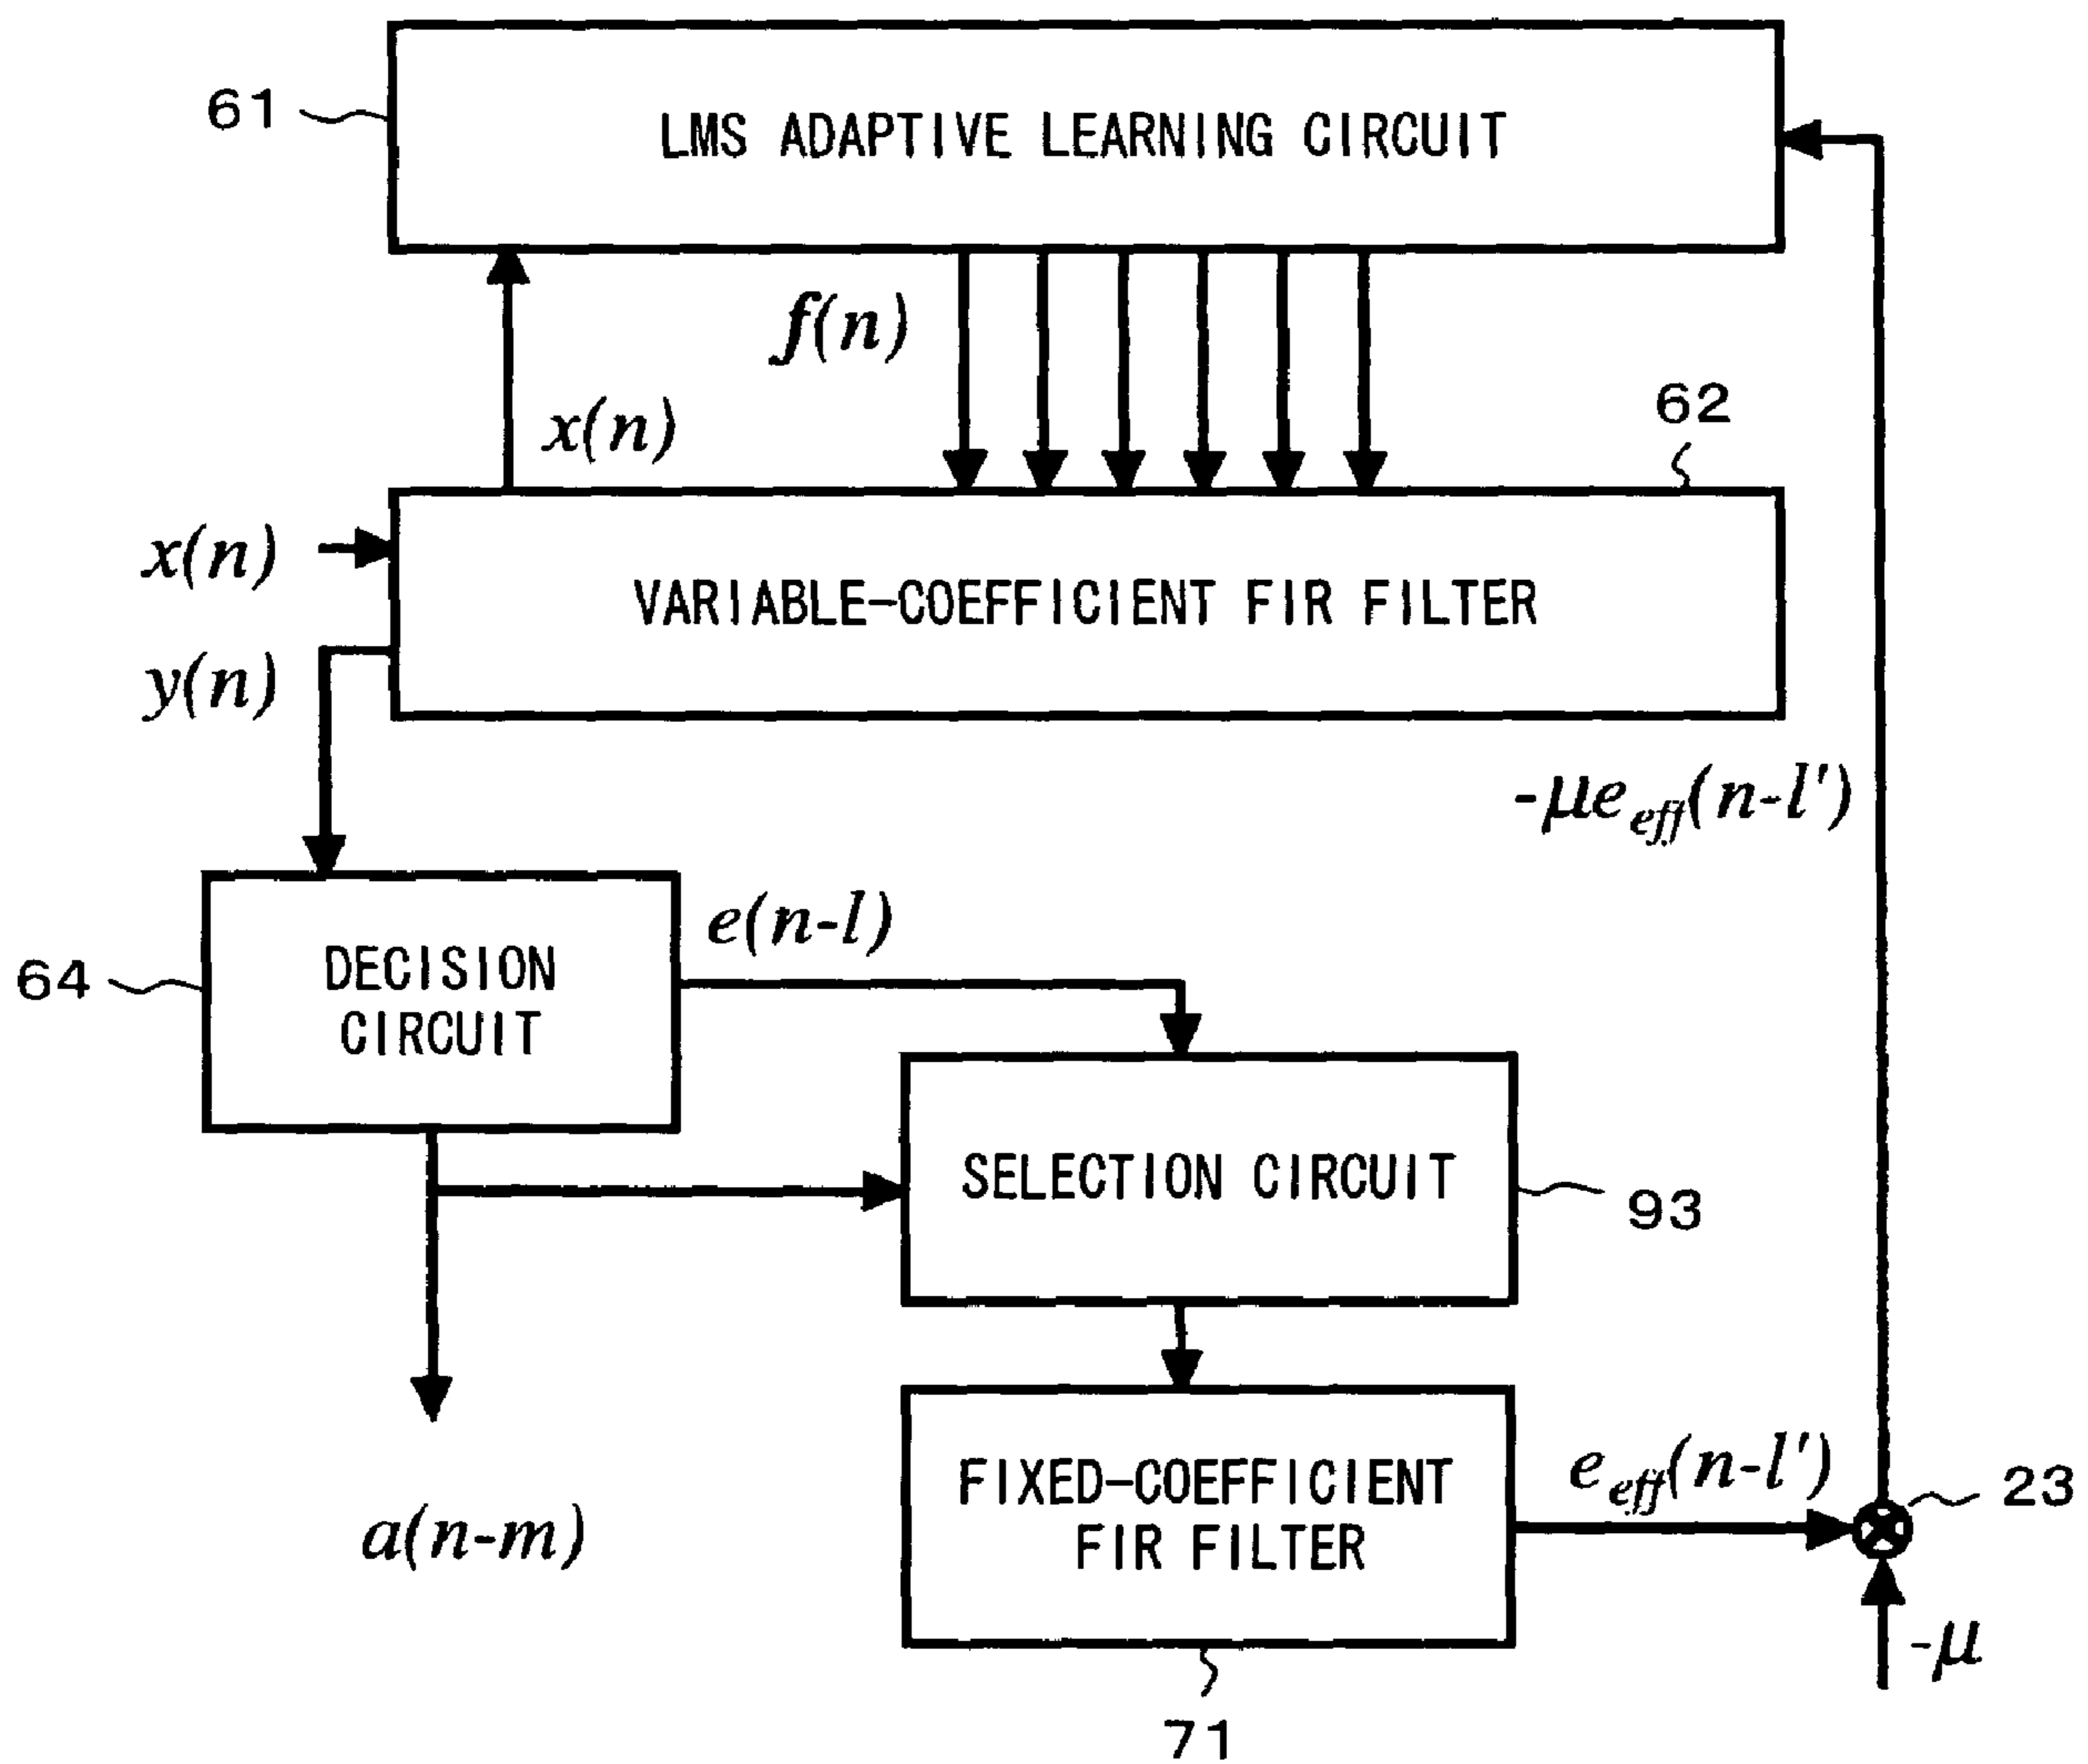 61
LMS ADAPTIVE LEARNING CIRCUIT
f(n)
x(n)
62
x(n)
VARIABLE-COEFFICIENT FIR FILTER
y(n)
-μe_eff(n-l')
e(n-l)
64
DECISION
CIRCUIT
SELECTION CIRCUIT
93
a(n-m)
FIXED-COEFFICIENT
FIR FILTER
e_eff(n-l')
23
-μ
71